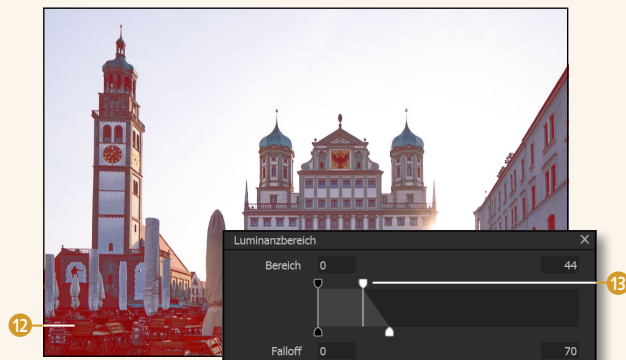 Luminanzbereich X
Bereich 0 44
13
12
Falloff 0 70